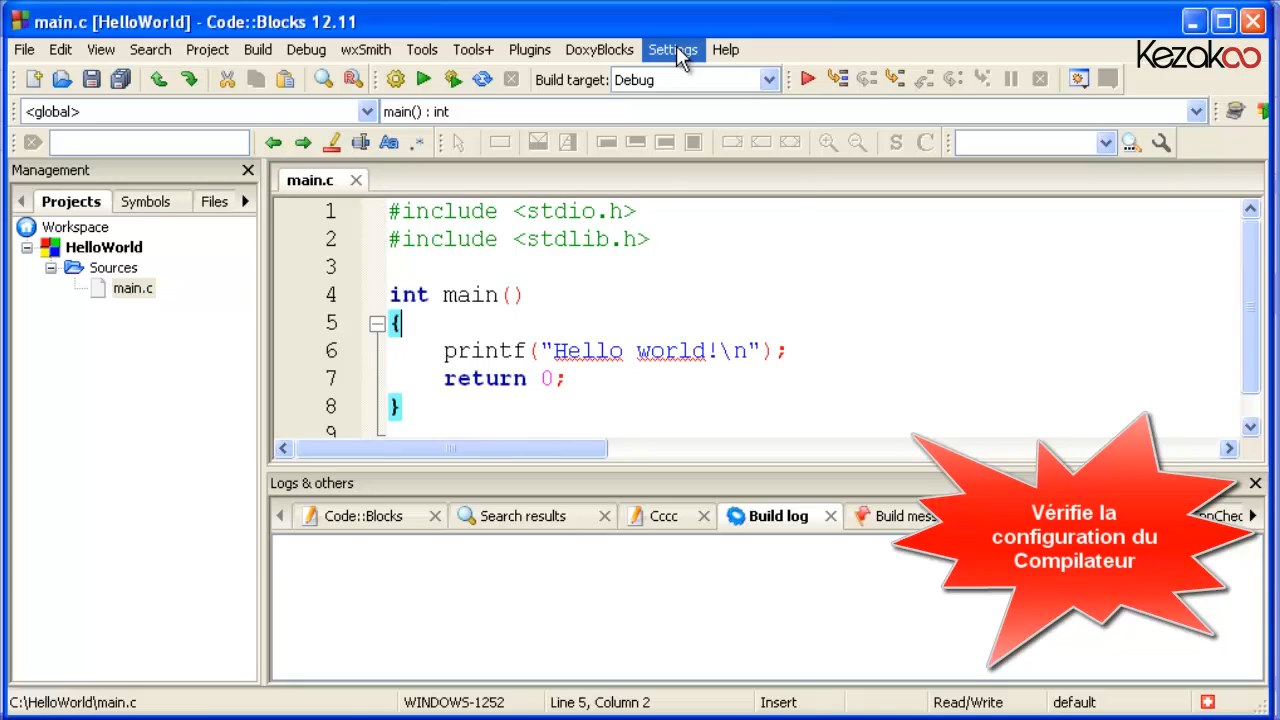 main.c [HelloWorld] - Code::Blocks 12.11
File Edit View Search Project Build Debug wxSmith Tools Tools+ Plugins DoxyBlocks Settings Help
Kezakoo
Build target: Debug
<global> main() : int
Management
Projects Symbols Files
Workspace
HelloWorld
Sources
main.c
main.c
1 #include <stdio.h>
2 #include <stdlib.h>
3
4 int main()
5 {
6 printf("Hello world!\n");
7 return 0;
8 }
9
Logs & others
Code::Blocks Search results Cccc Build log Build mess
Vérifie la
configuration du
Compilateur
C:\HelloWorld\main.c WINDOWS-1252 Line 5, Column 2 Insert Read/Write default